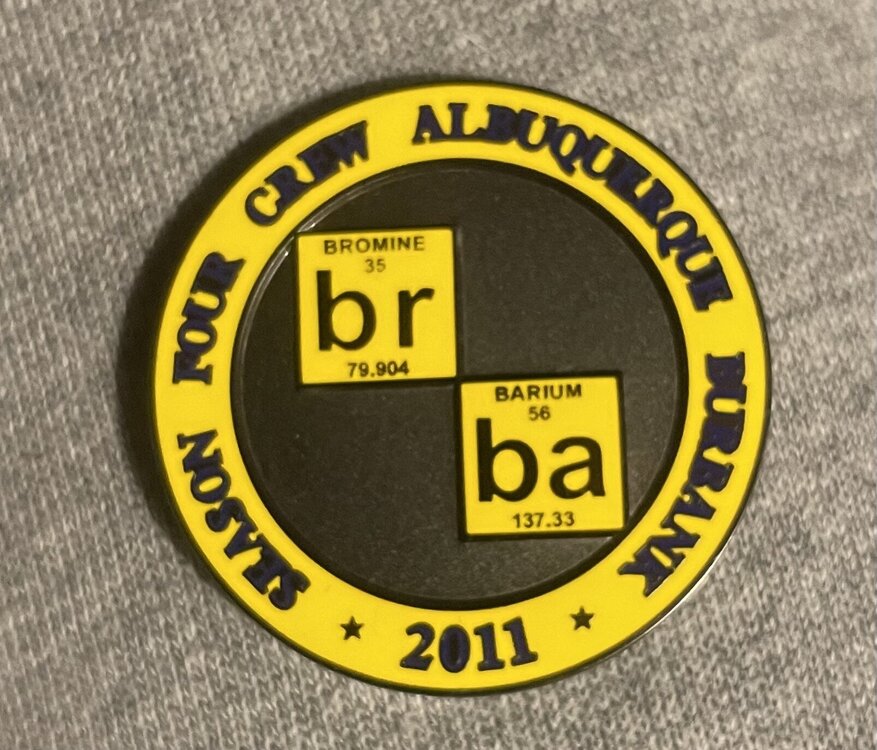 SEASON FOUR CREW ALBUQUERQUE BURBANK
BROMINE
35
br
79.904
BARIUM
56
ba
137.33
★ 2011 ★